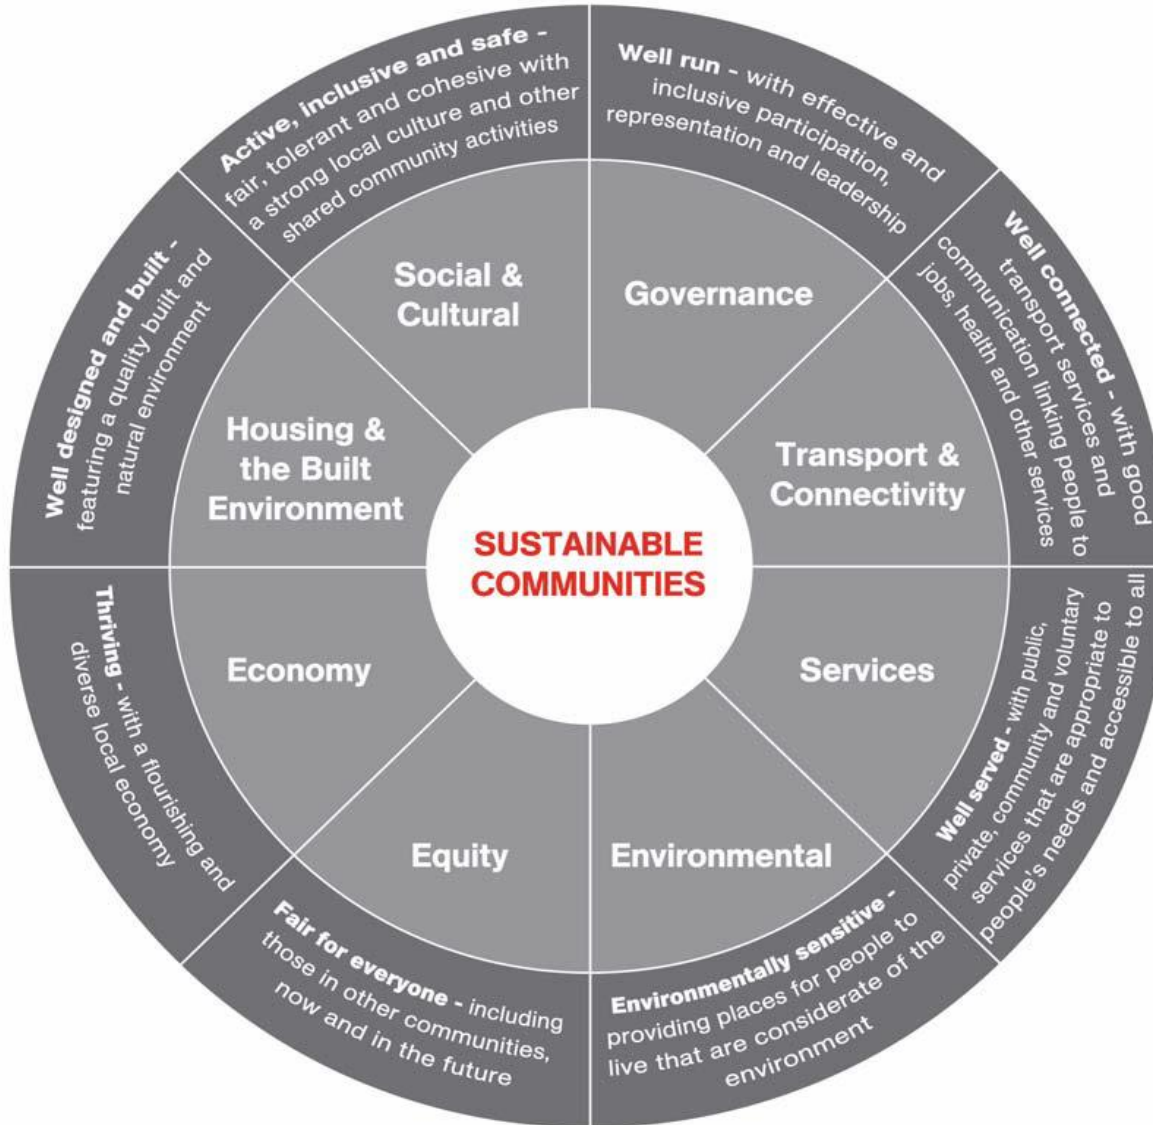 SUSTAINABLE
COMMUNITIES
Governance
Well run - with effective and
inclusive participation,
representation and leadership
Transport &
Connectivity
Well connected - with good
transport services and
communication linking people to
jobs, health and other services
Services
Well served - with public,
private, community and voluntary
services that are appropriate to
people's needs and accessible to all
Environmental
Environmentally sensitive -
providing places for people to
live that are considerate of the
environment
Equity
Fair for everyone - including
those in other communities,
now and in the future
Economy
Thriving - with a flourishing and
diverse local economy
Housing &
the Built
Environment
Well designed and built -
featuring a quality built and
natural environment
Social &
Cultural
Active, inclusive and safe -
fair, tolerant and cohesive with
a strong local culture and other
shared community activities